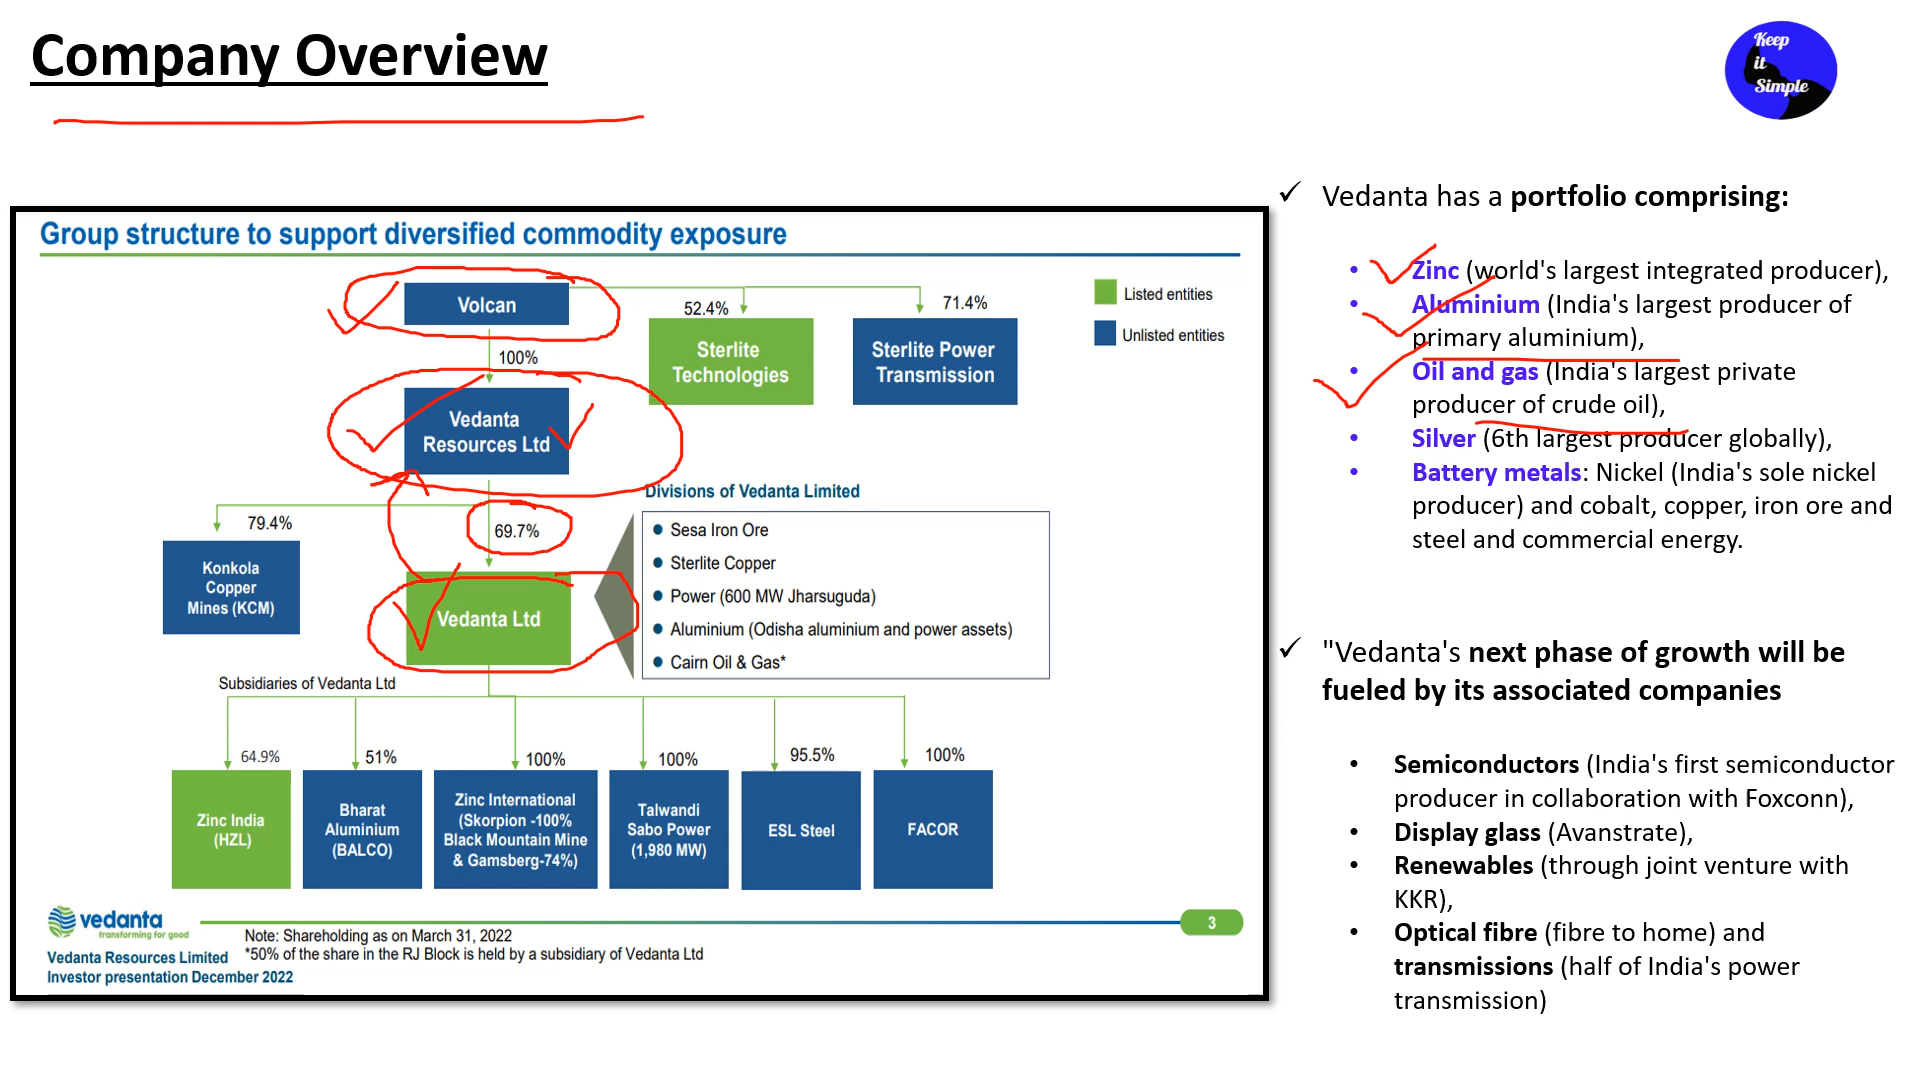 Company Overview
Keep
it
Simple
Group structure to support diversified commodity exposure
Volcan
52.4%
71.4%
Listed entities
Unlisted entities
Sterlite
Technologies
Sterlite Power
Transmission
100%
Vedanta
Resources Ltd
79.4%
69.7%
Konkola
Copper
Mines (KCM)
Vedanta Ltd
Divisions of Vedanta Limited
Sesa Iron Ore
Sterlite Copper
Power (600 MW Jharsuguda)
Aluminium (Odisha aluminium and power assets)
Cairn Oil & Gas*
Subsidiaries of Vedanta Ltd
64.9%
51%
100%
100%
95.5%
100%
Zinc India
(HZL)
Bharat
Aluminium
(BALCO)
Zinc International
(Skorpion -100%
Black Mountain Mine
& Gamsberg-74%)
Talwandi
Sabo Power
(1,980 MW)
ESL Steel
FACOR
vedanta
transforming for good
3
Note: Shareholding as on March 31, 2022
*50% of the share in the RJ Block is held by a subsidiary of Vedanta Ltd
Vedanta Resources Limited
Investor presentation December 2022
✓ Vedanta has a portfolio comprising:
• Zinc (world's largest integrated producer),
• Aluminium (India's largest producer of
primary aluminium),
• Oil and gas (India's largest private
producer of crude oil),
• Silver (6th largest producer globally),
• Battery metals: Nickel (India's sole nickel
producer) and cobalt, copper, iron ore and
steel and commercial energy.
✓ "Vedanta's next phase of growth will be
fueled by its associated companies
• Semiconductors (India's first semiconductor
producer in collaboration with Foxconn),
• Display glass (Avanstrate),
• Renewables (through joint venture with
KKR),
• Optical fibre (fibre to home) and
transmissions (half of India's power
transmission)